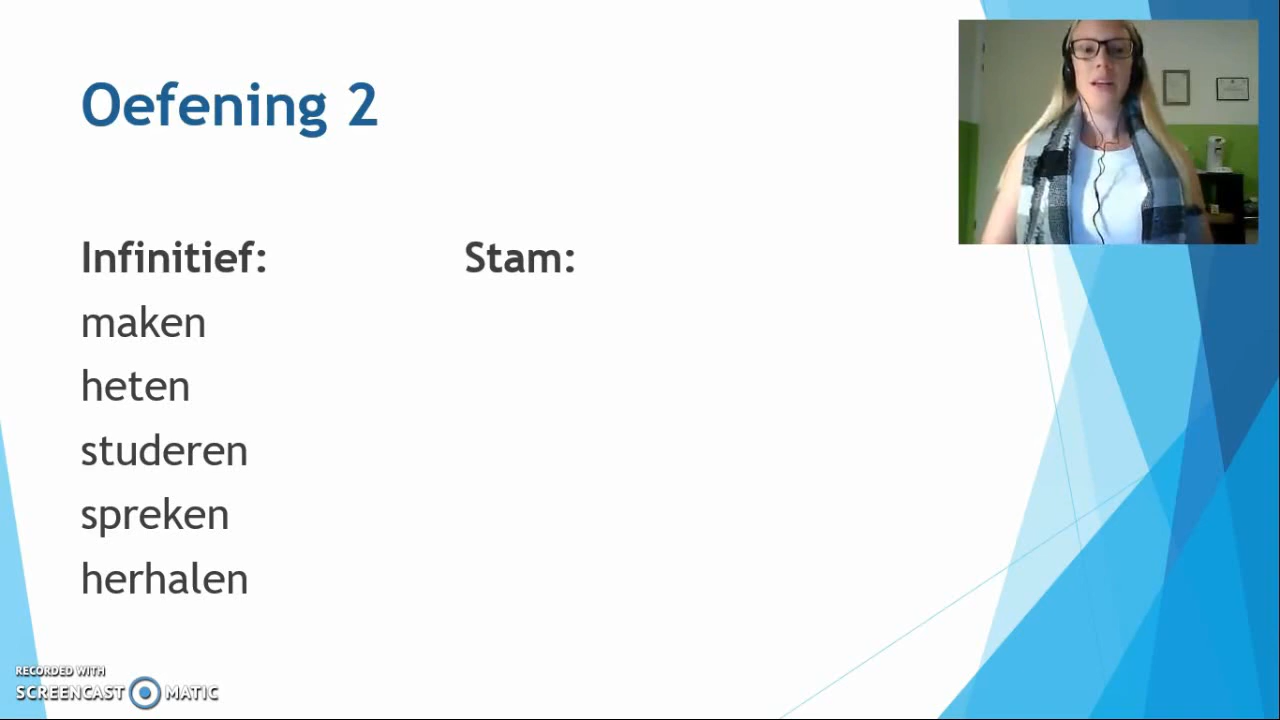 Oefening 2
Infinitief: Stam:
maken
heten
studeren
spreken
herhalen
RECORDED WITH
SCREENCAST MATIC